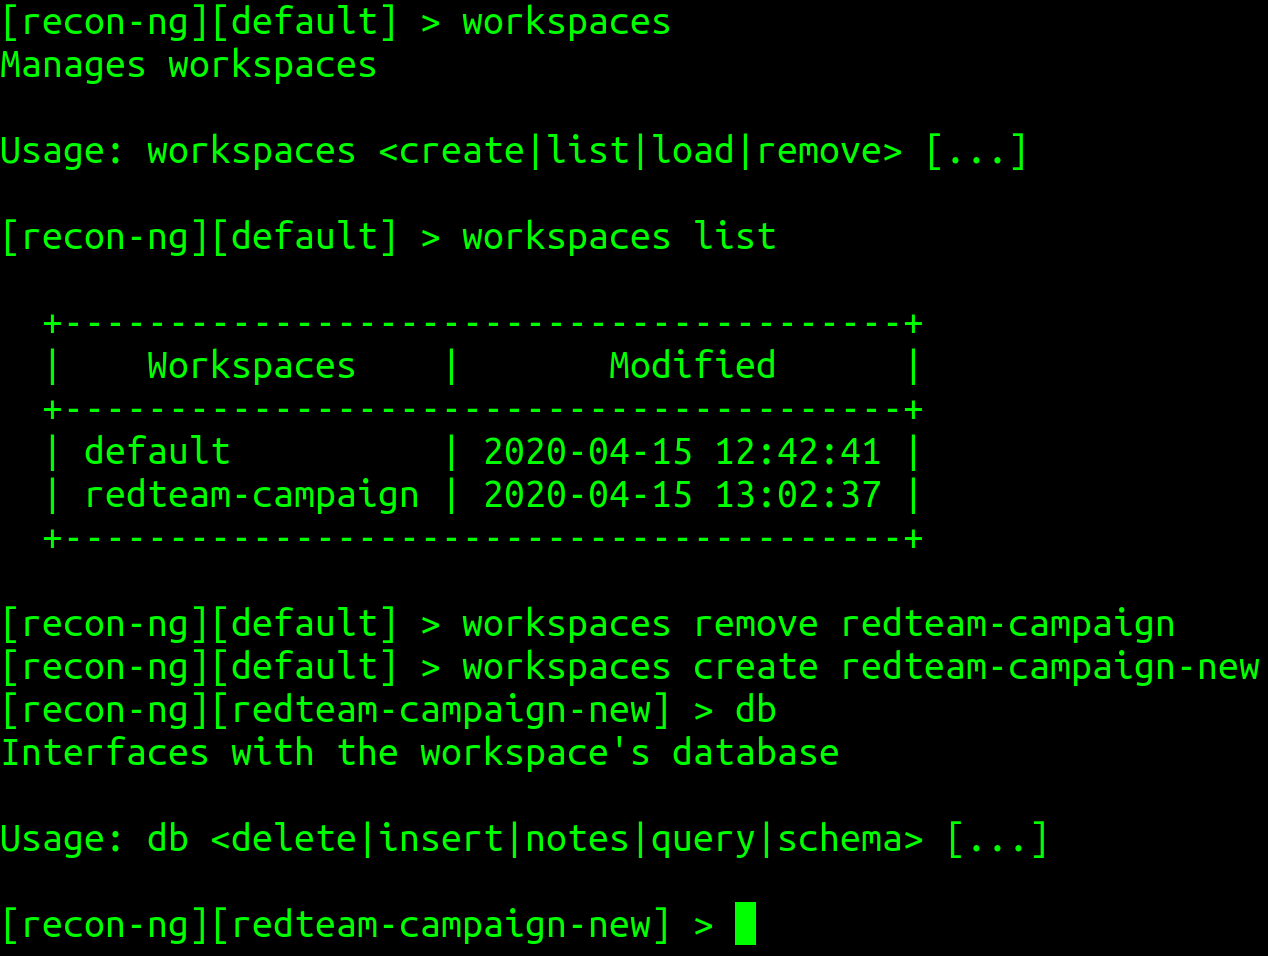 [recon-ng][default] > workspaces
Manages workspaces
Usage: workspaces <create|list|load|remove> [...]
[recon-ng][default] > workspaces list
+----------------------------------------+
| Workspaces | Modified |
+----------------------------------------+
| default | 2020-04-15 12:42:41 |
| redteam-campaign | 2020-04-15 13:02:37 |
+----------------------------------------+
[recon-ng][default] > workspaces remove redteam-campaign
[recon-ng][default] > workspaces create redteam-campaign-new
[recon-ng][redteam-campaign-new] > db
Interfaces with the workspace's database
Usage: db <delete|insert|notes|query|schema> [...]
[recon-ng][redteam-campaign-new] >